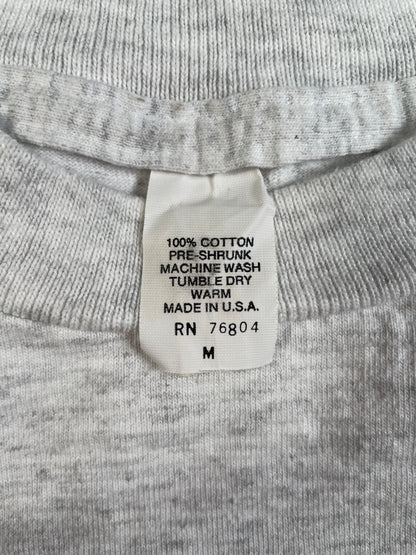 100% COTTON
PRE-SHRUNK
MACHINE WASH
TUMBLE DRY
WARM
MADE IN U.S.A.
RN 76804
M